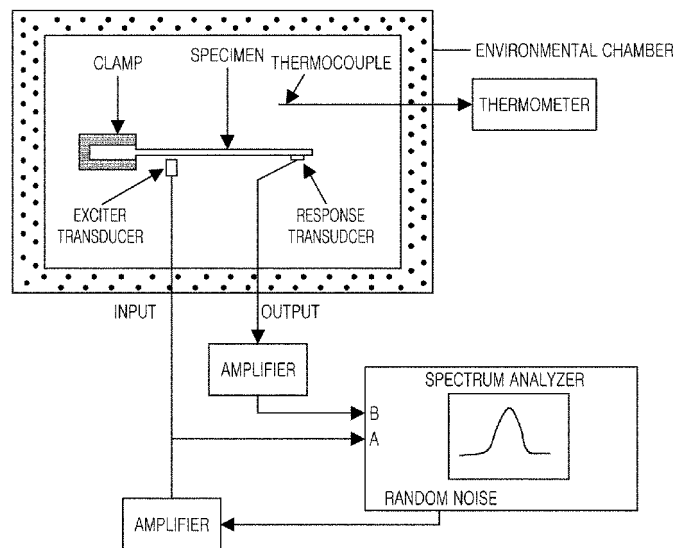 ENVIRONMENTAL CHAMBER
CLAMP
SPECIMEN
THERMOCOUPLE
THERMOMETER
EXCITER
TRANSDUCER
RESPONSE
TRANSUDCER
INPUT
OUTPUT
AMPLIFIER
SPECTRUM ANALYZER
B
A
RANDOM NOISE
AMPLIFIER